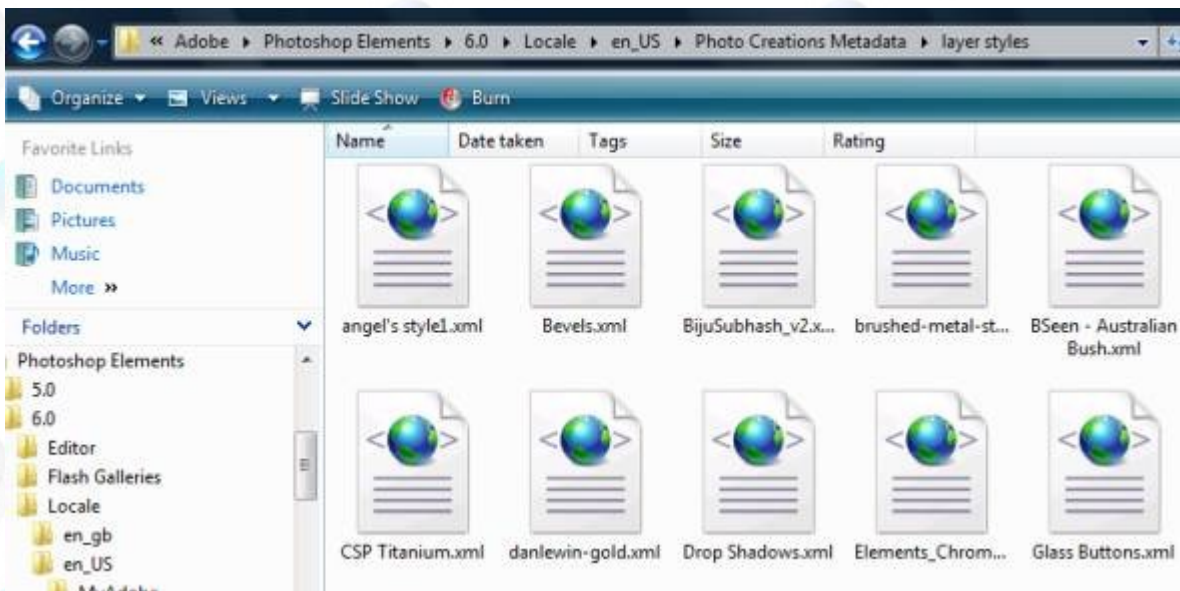 « Adobe ▸ Photoshop Elements ▸ 6.0 ▸ Locale ▸ en_US ▸ Photo Creations Metadata ▸ layer styles
Organize Views Slide Show Burn
Favorite Links
Documents
Pictures
Music
More »
Folders
Photoshop Elements
5.0
6.0
Editor
Flash Galleries
Locale
en_gb
en_US
MyAdobe
Name Date taken Tags Size Rating
angel's style1.xml Bevels.xml BijuSubhash_v2.x... brushed-metal-st... BSeen - Australian
Bush.xml
CSP Titanium.xml danlewin-gold.xml Drop Shadows.xml Elements_Chrom... Glass Buttons.xml